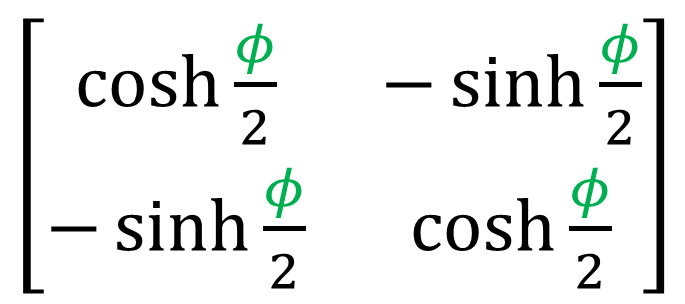 [ cosh ϕ/2 − sinh ϕ/2 ]
[ − sinh ϕ/2 cosh ϕ/2 ]